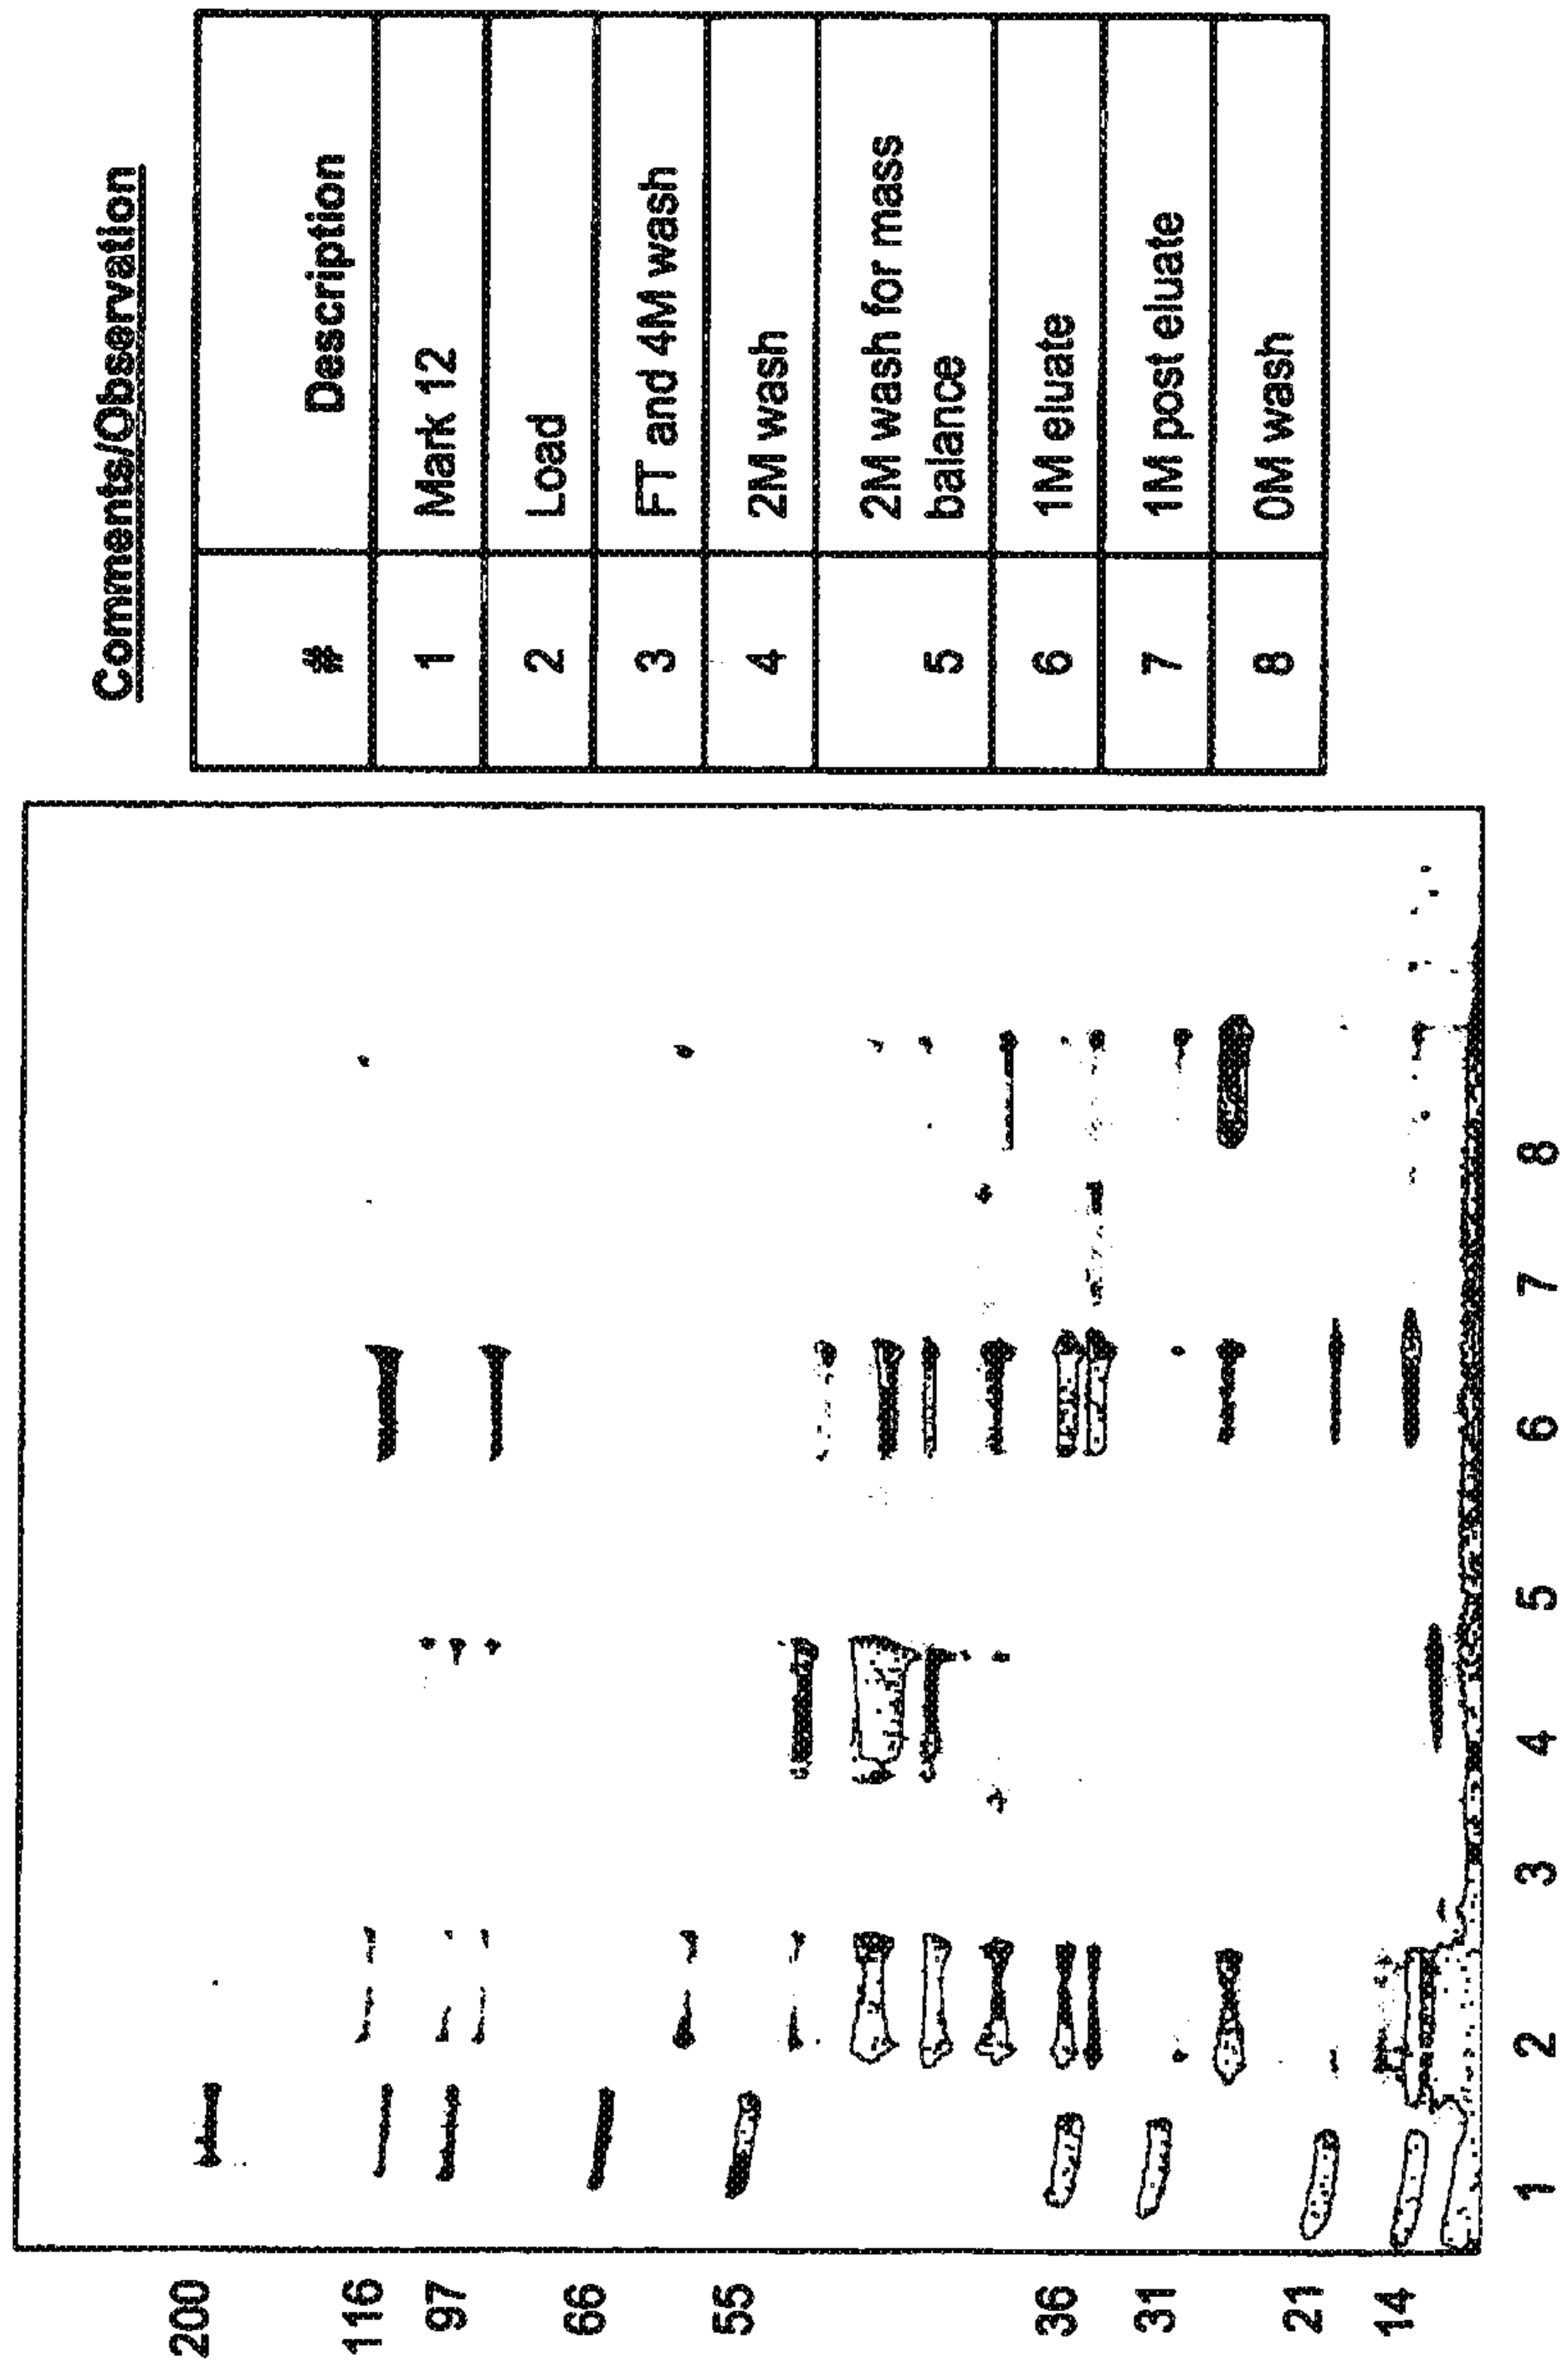 Comments/Observation
# Description
1 Mark 12
2 Load
3 FT and 4M wash
4 2M wash
5 2M wash for mass
balance
6 1M eluate
7 1M post eluate
8 0M wash
200
116
97
66
55
36
31
21
14
1 2 3 4 5 6 7 8